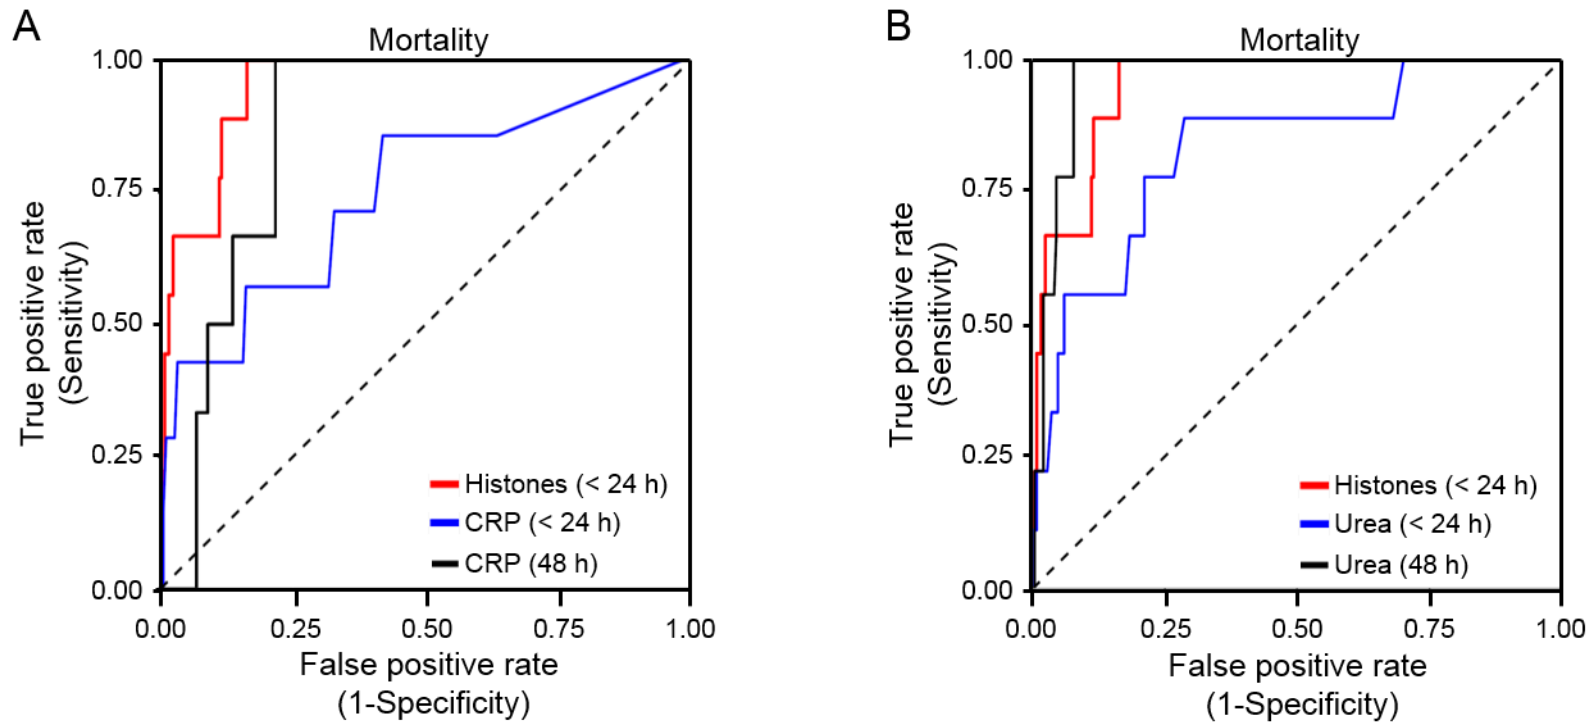 A
Mortality
1.00
0.75
0.50
0.25
0.00
True positive rate
(Sensitivity)
Histones (< 24 h)
CRP (< 24 h)
CRP (48 h)
0.00 0.25 0.50 0.75 1.00
False positive rate
(1-Specificity)
B
Mortality
1.00
0.75
0.50
0.25
0.00
True positive rate
(Sensitivity)
Histones (< 24 h)
Urea (< 24 h)
Urea (48 h)
0.00 0.25 0.50 0.75 1.00
False positive rate
(1-Specificity)